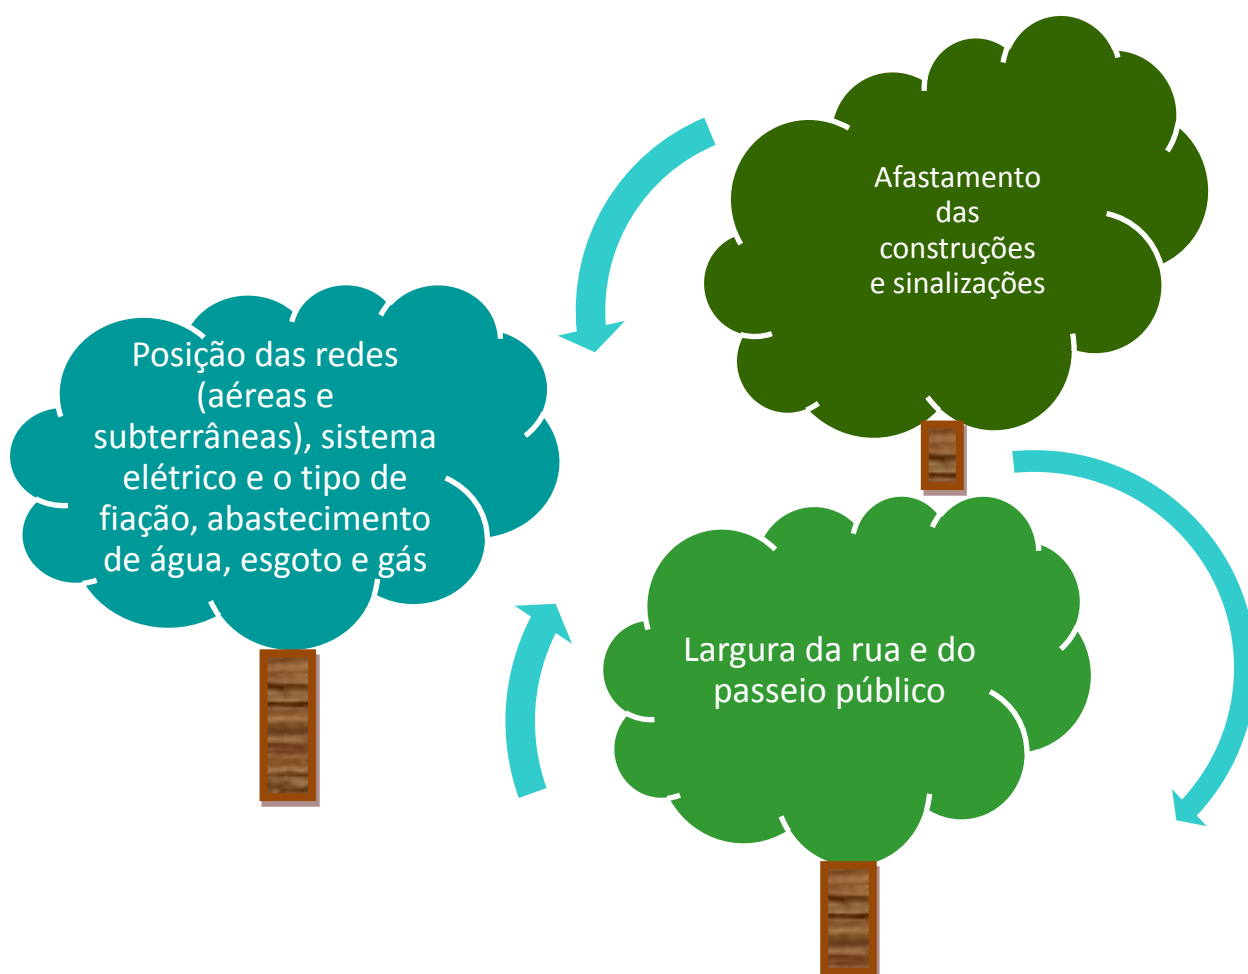 Afastamento
das
construções
e sinalizações
Posição das redes
(aéreas e
subterrâneas), sistema
elétrico e o tipo de
fiação, abastecimento
de água, esgoto e gás
Largura da rua e do
passeio público